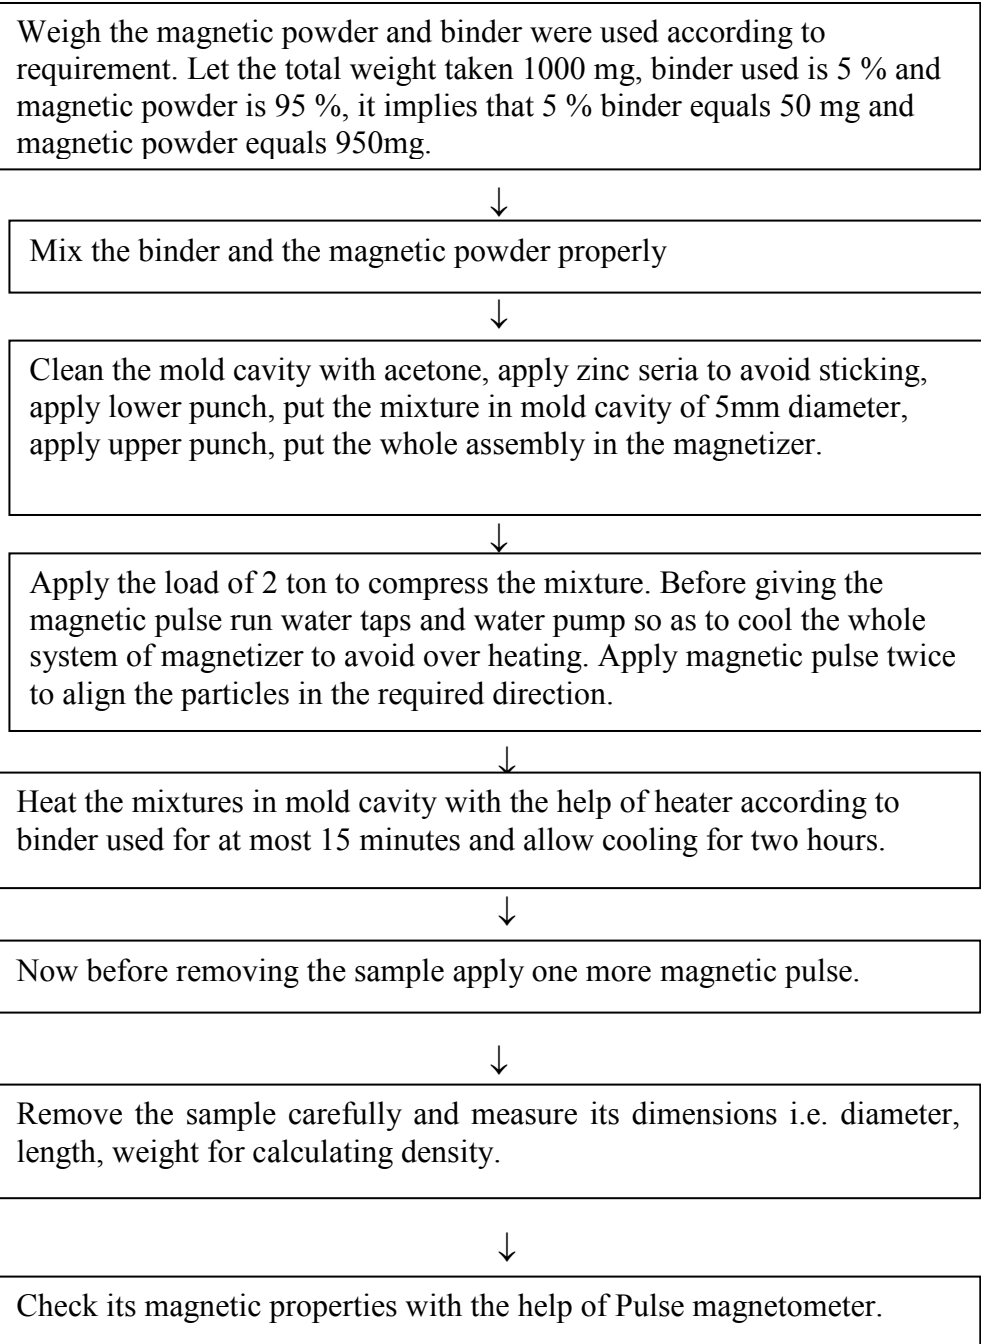 Weigh the magnetic powder and binder were used according to
requirement. Let the total weight taken 1000 mg, binder used is 5 % and
magnetic powder is 95 %, it implies that 5 % binder equals 50 mg and
magnetic powder equals 950mg.
↓
Mix the binder and the magnetic powder properly
↓
Clean the mold cavity with acetone, apply zinc seria to avoid sticking,
apply lower punch, put the mixture in mold cavity of 5mm diameter,
apply upper punch, put the whole assembly in the magnetizer.
↓
Apply the load of 2 ton to compress the mixture. Before giving the
magnetic pulse run water taps and water pump so as to cool the whole
system of magnetizer to avoid over heating. Apply magnetic pulse twice
to align the particles in the required direction.
↓
Heat the mixtures in mold cavity with the help of heater according to
binder used for at most 15 minutes and allow cooling for two hours.
↓
Now before removing the sample apply one more magnetic pulse.
↓
Remove the sample carefully and measure its dimensions i.e. diameter,
length, weight for calculating density.
↓
Check its magnetic properties with the help of Pulse magnetometer.